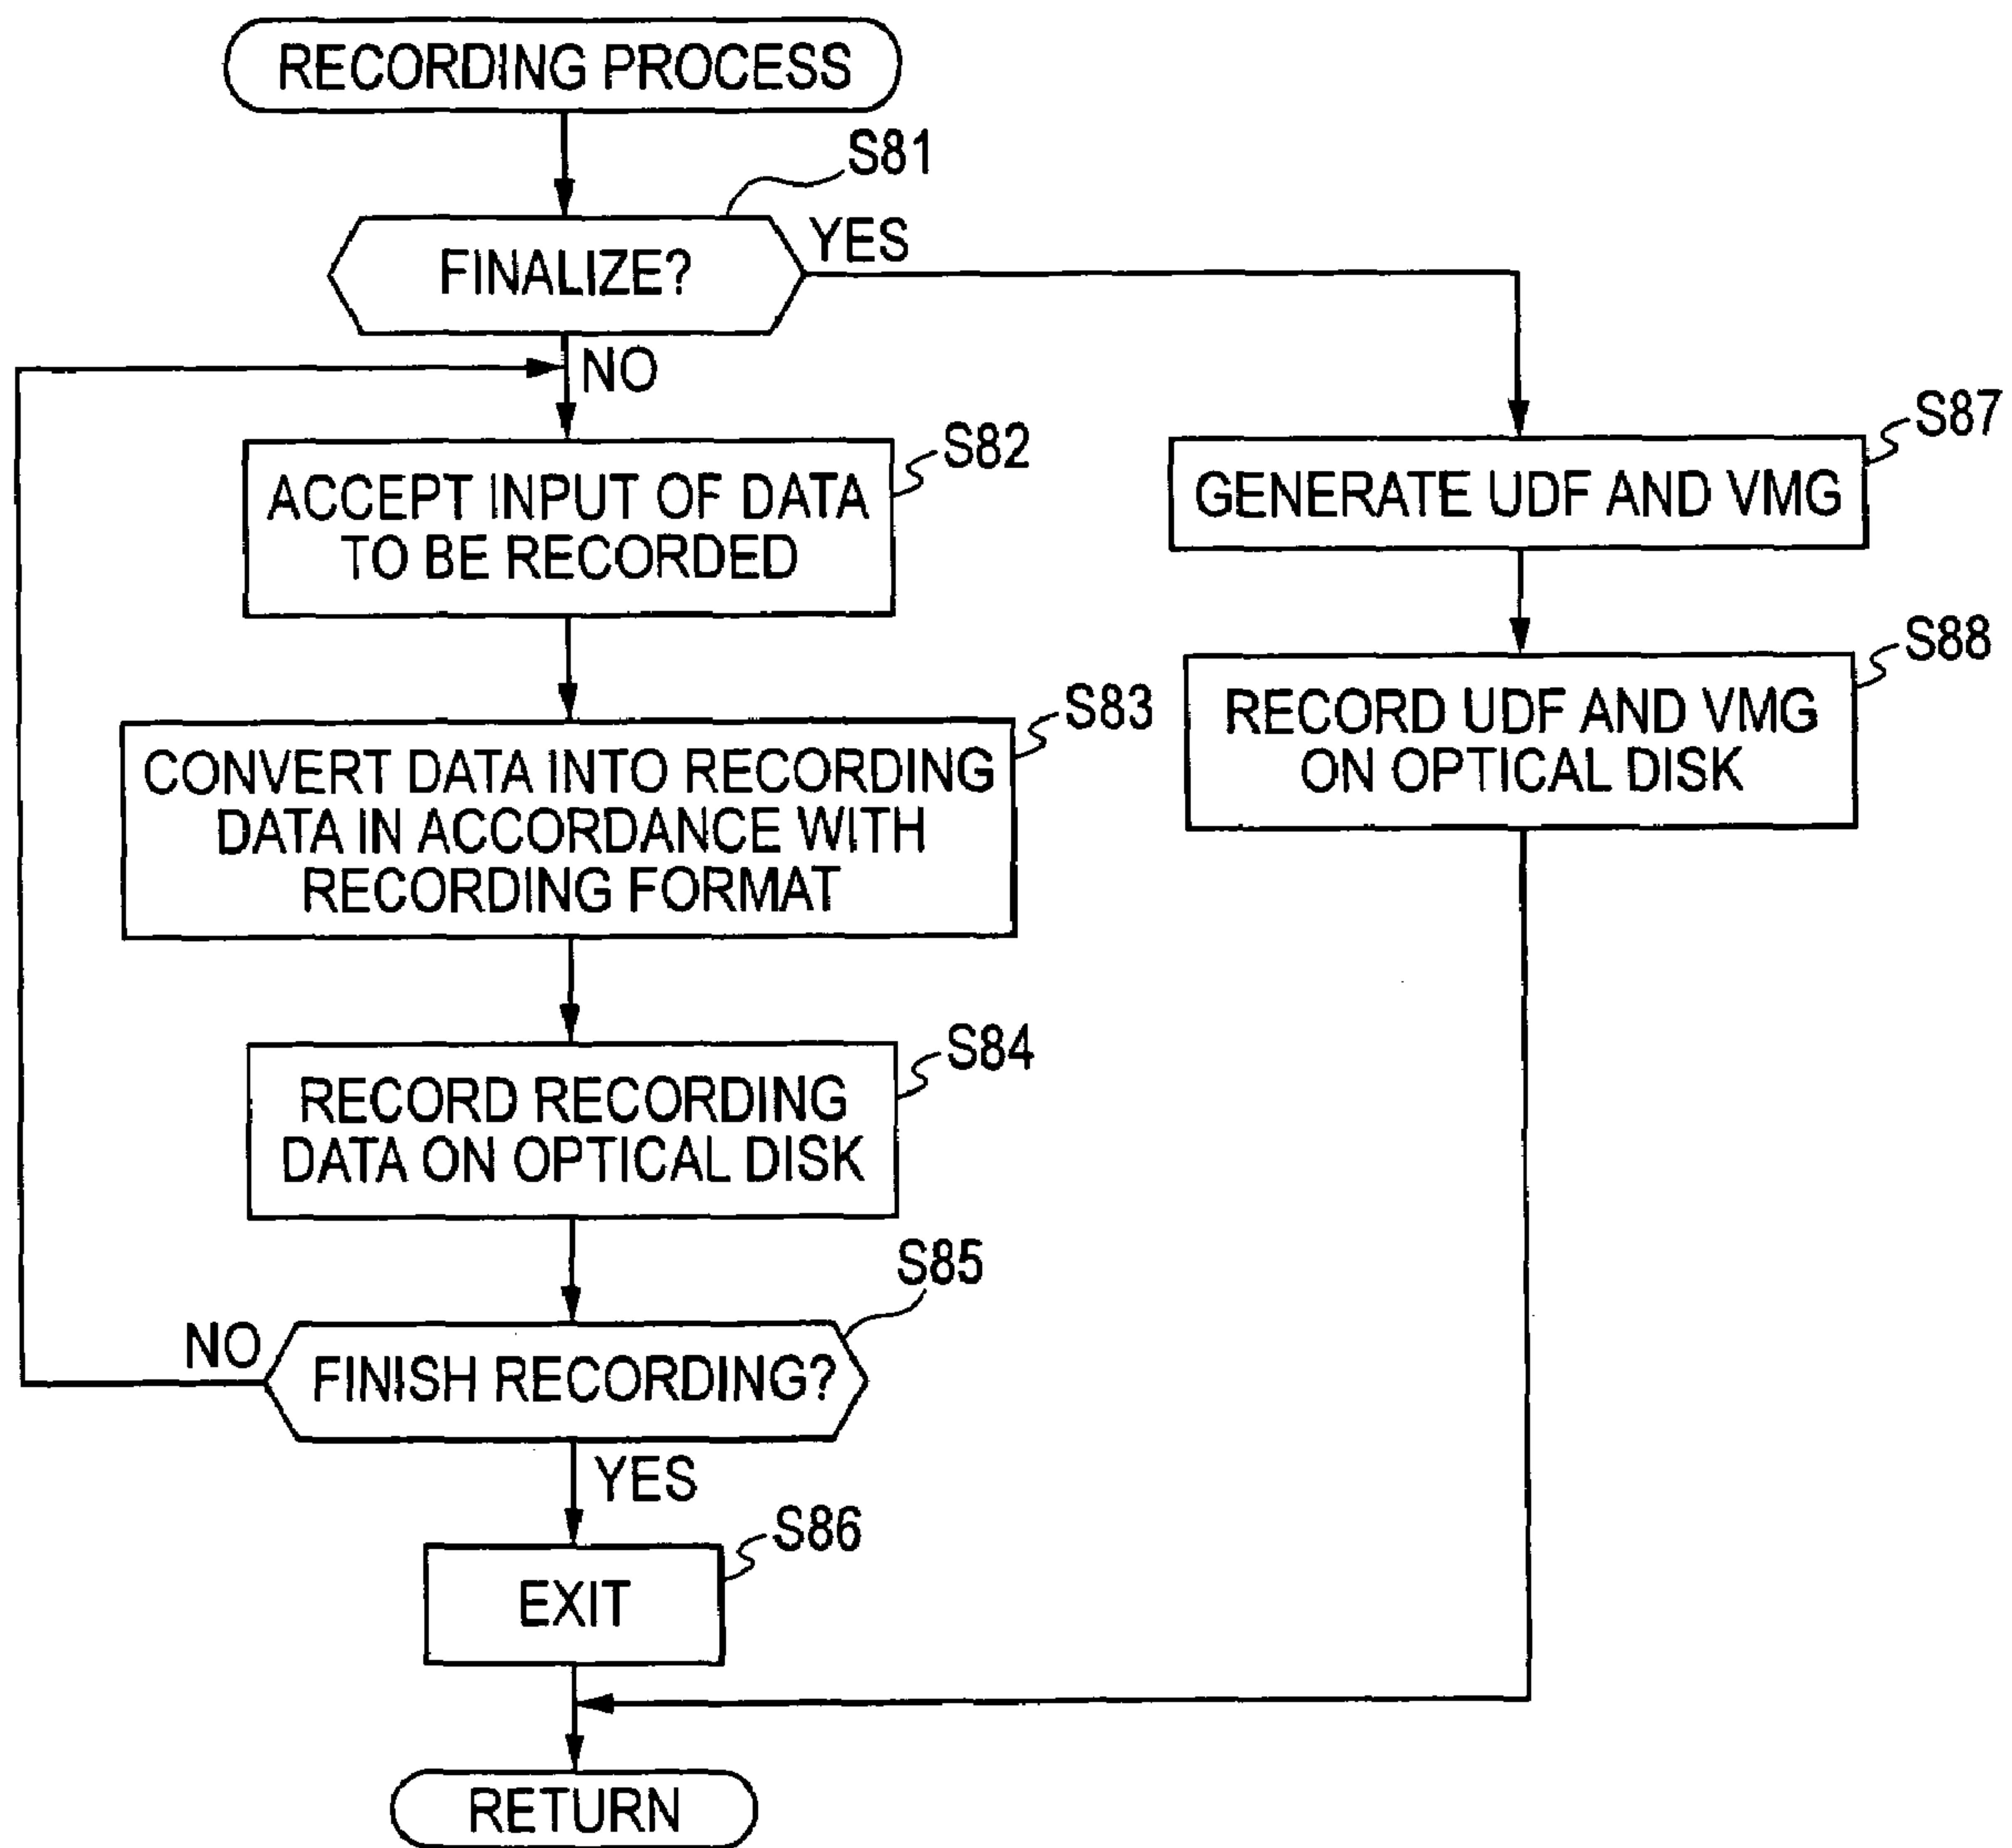 RECORDING PROCESS
S81
FINALIZE?
YES
NO
S82
ACCEPT INPUT OF DATA
TO BE RECORDED
S87
GENERATE UDF AND VMG
S83
CONVERT DATA INTO RECORDING
DATA IN ACCORDANCE WITH
RECORDING FORMAT
S88
RECORD UDF AND VMG
ON OPTICAL DISK
S84
RECORD RECORDING
DATA ON OPTICAL DISK
S85
FINISH RECORDING?
NO
YES
S86
EXIT
RETURN